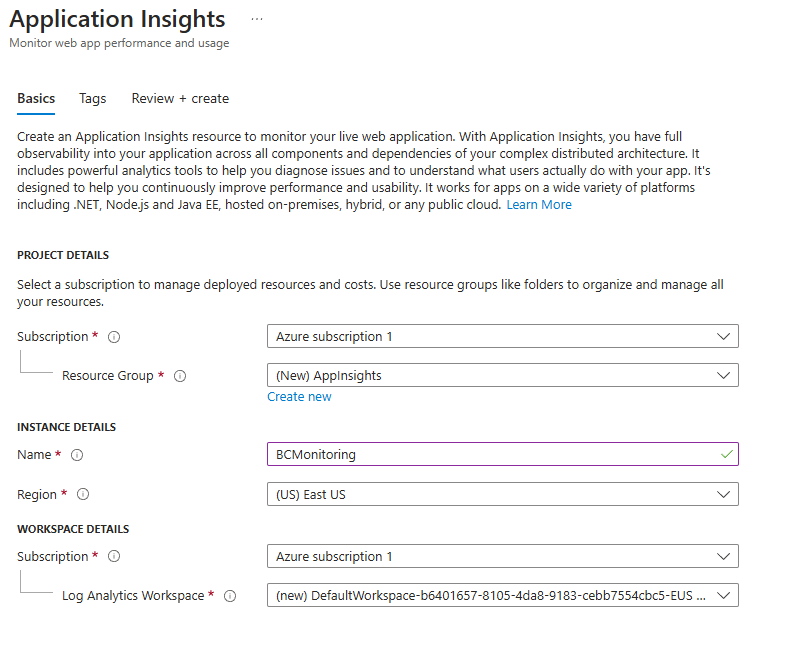 Application Insights ...
Monitor web app performance and usage
Basics Tags Review + create
Create an Application Insights resource to monitor your live web application. With Application Insights, you have full
observability into your application across all components and dependencies of your complex distributed architecture. It
includes powerful analytics tools to help you diagnose issues and to understand what users actually do with your app. It's
designed to help you continuously improve performance and usability. It works for apps on a wide variety of platforms
including .NET, Node.js and Java EE, hosted on-premises, hybrid, or any public cloud. Learn More
PROJECT DETAILS
Select a subscription to manage deployed resources and costs. Use resource groups like folders to organize and manage all
your resources.
Subscription * Azure subscription 1
Resource Group * (New) AppInsights
Create new
INSTANCE DETAILS
Name * BCMonitoring
Region * (US) East US
WORKSPACE DETAILS
Subscription * Azure subscription 1
Log Analytics Workspace * (new) DefaultWorkspace-b6401657-8105-4da8-9183-cebb7554cbc5-EUS ...